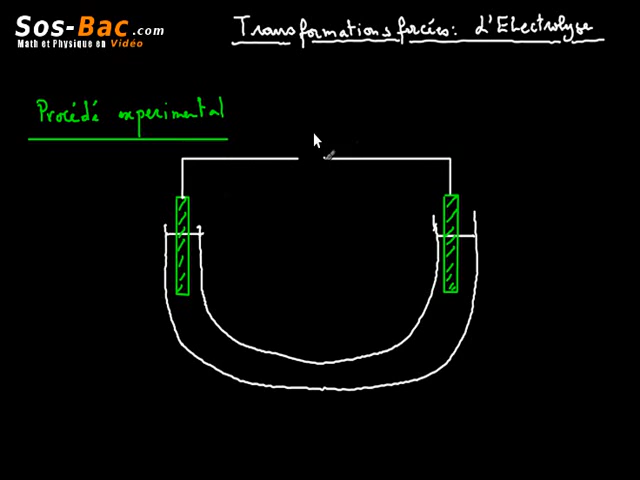 Sos-Bac.com
Math et Physique en Vidéo
Transformations forcées: L'Electrolyse
Procédé experimental